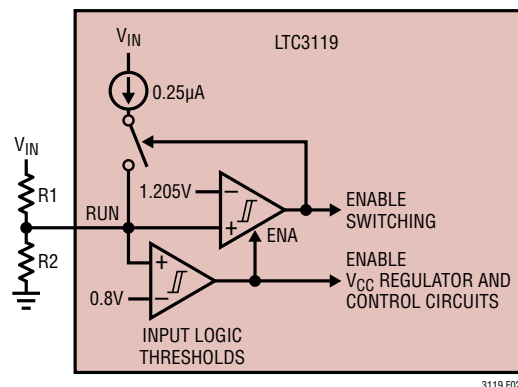 LTC3119
VIN
0.25µA
VIN
R1
RUN
R2
1.205V
−
+
ENABLE
SWITCHING
ENA
+
−
0.8V
ENABLE
VCC REGULATOR AND
CONTROL CIRCUITS
INPUT LOGIC
THRESHOLDS
3119 F02